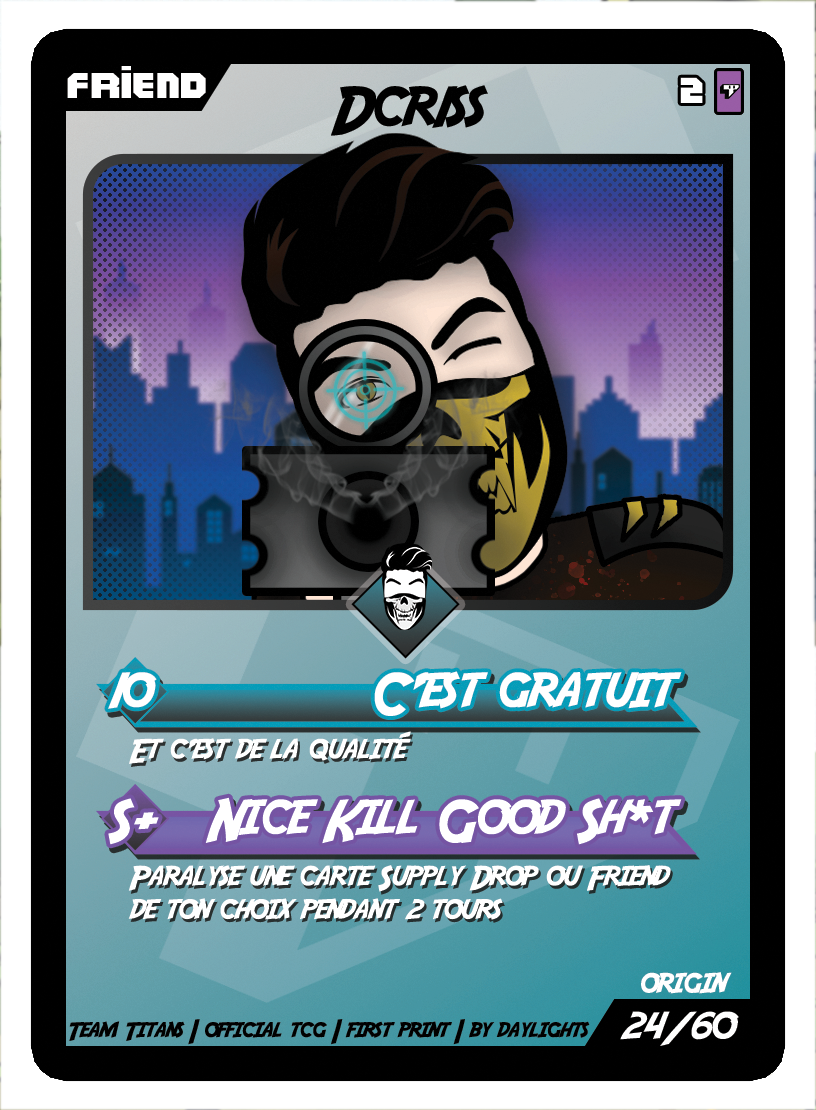 FRIEND
DCRISS
2
10
C'EST GRATUIT
ET C'EST DE LA QUALITÉ
S+
NICE KILL GOOD SH*T
PARALYSE UNE CARTE SUPPLY DROP OU FRIEND
DE TON CHOIX PENDANT 2 TOURS
ORIGIN
TEAM TITANS | OFFICIAL TCG | FIRST PRINT | BY DAYLIGHTS
24/60